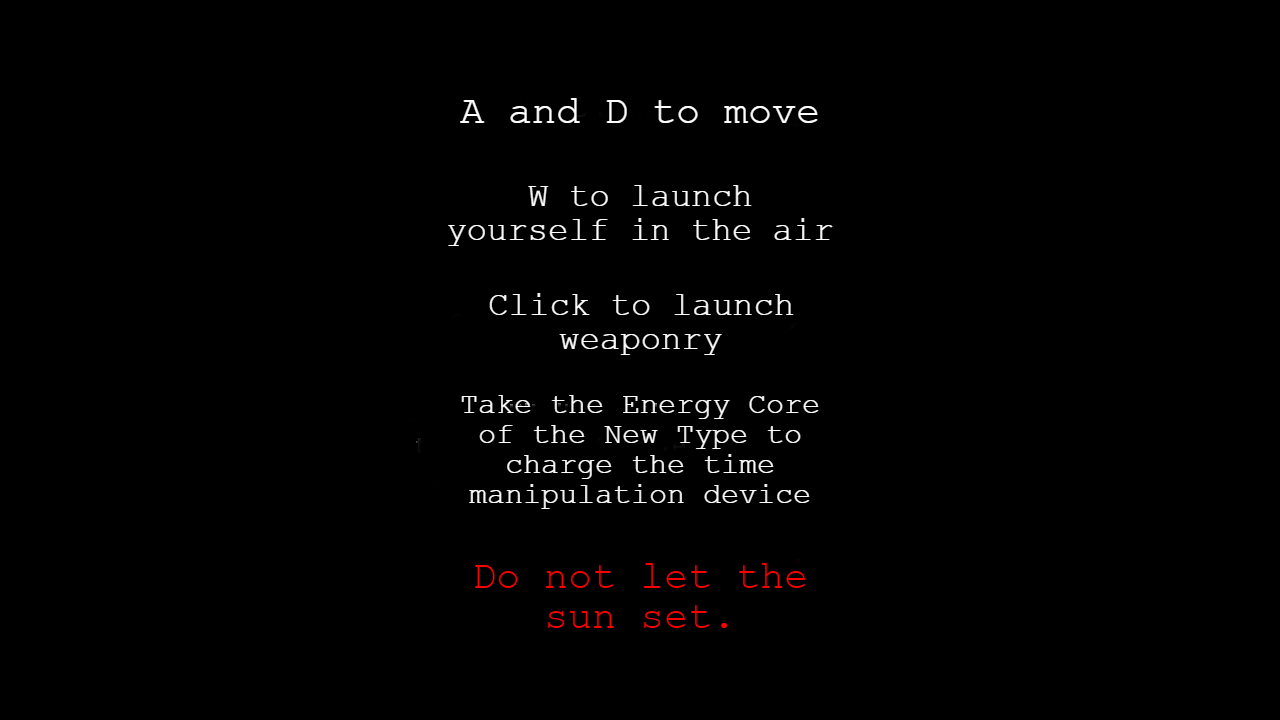 A and D to move
W to launch
yourself in the air
Click to launch
weaponry
Take the Energy Core
of the New Type to
charge the time
manipulation device
Do not let the
sun set.